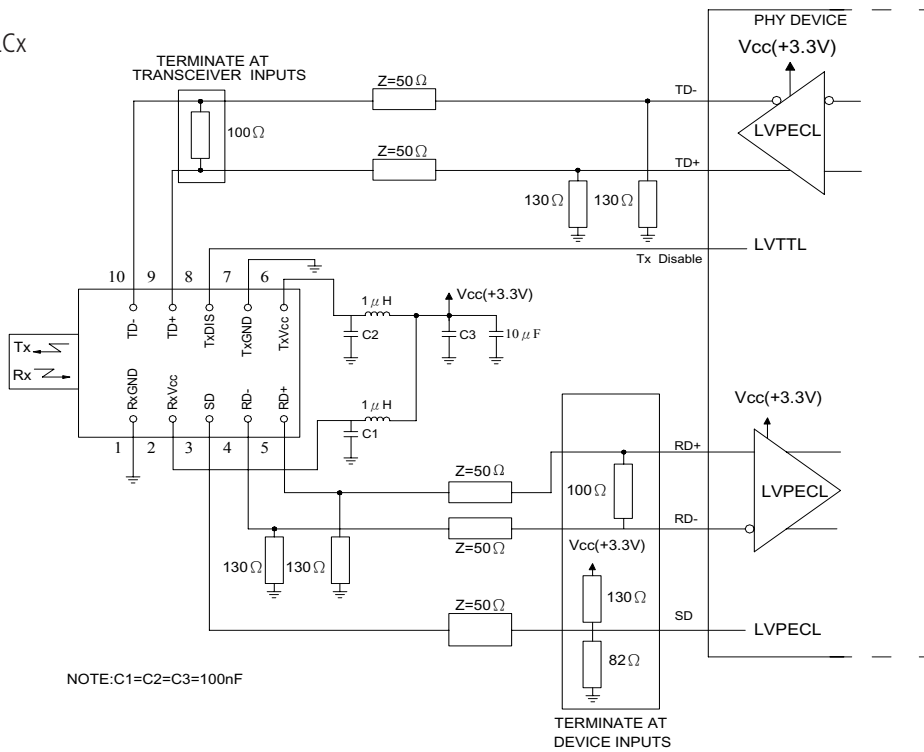 Cx
PHY DEVICE
Vcc(+3.3V)
TERMINATE AT
TRANSCEIVER INPUTS
Z=50Ω
TD-
LVPECL
100Ω
Z=50Ω
TD+
130Ω
130Ω
LVTTL
Tx Disable
10 9 8 7 6
1μH
Vcc(+3.3V)
TD-
TD+
TxDIS
TxGND
TxVcc
C2
C3
10μF
Tx
Rx
RxGND
RxVcc
SD
RD-
RD+
1μH
C1
1 2 3 4 5
Vcc(+3.3V)
RD+
Z=50Ω
100Ω
LVPECL
RD-
Z=50Ω
Vcc(+3.3V)
130Ω
130Ω
130Ω
Z=50Ω
SD
LVPECL
82Ω
NOTE:C1=C2=C3=100nF
TERMINATE AT
DEVICE INPUTS